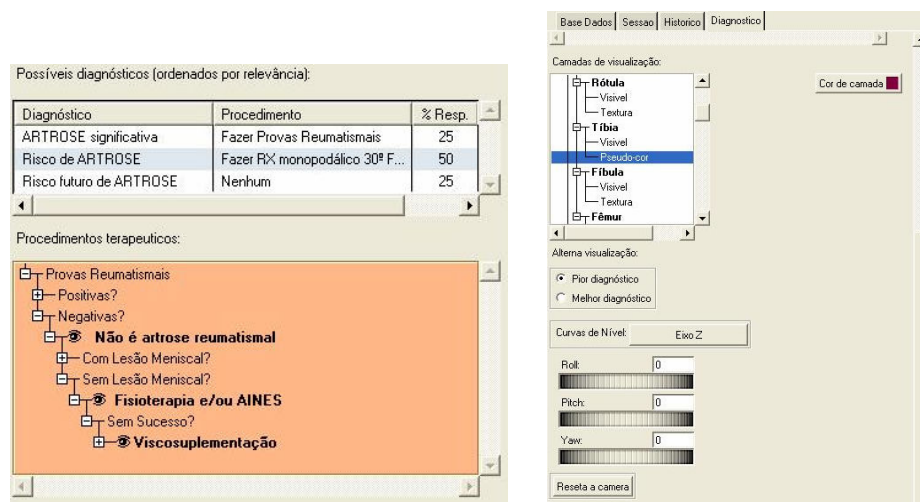 Possíveis diagnósticos (ordenados por relevância):
Diagnóstico Procedimento % Resp.
ARTROSE significativa Fazer Provas Reumatismais 25
Risco de ARTROSE Fazer RX monopodálico 30º F... 50
Risco futuro de ARTROSE Nenhum 25
Procedimentos terapeuticos:
Provas Reumatismais
Positivas?
Negativas?
Não é artrose reumatismal
Com Lesão Meniscal?
Sem Lesão Meniscal?
Fisioterapia e/ou AINES
Sem Sucesso?
Viscosuplementação
Base Dados Sessao Historico Diagnostico
Camadas de visualização:
Rótula
Visivel
Textura
Tíbia
Visivel
Pseudo-cor
Fíbula
Visivel
Textura
Fêmur
Cor de camada
Alterna visualização:
Pior diagnóstico
Melhor diagnóstico
Curvas de Nível: Eixo Z
Roll: 0
Pitch: 0
Yaw: 0
Reseta a camera